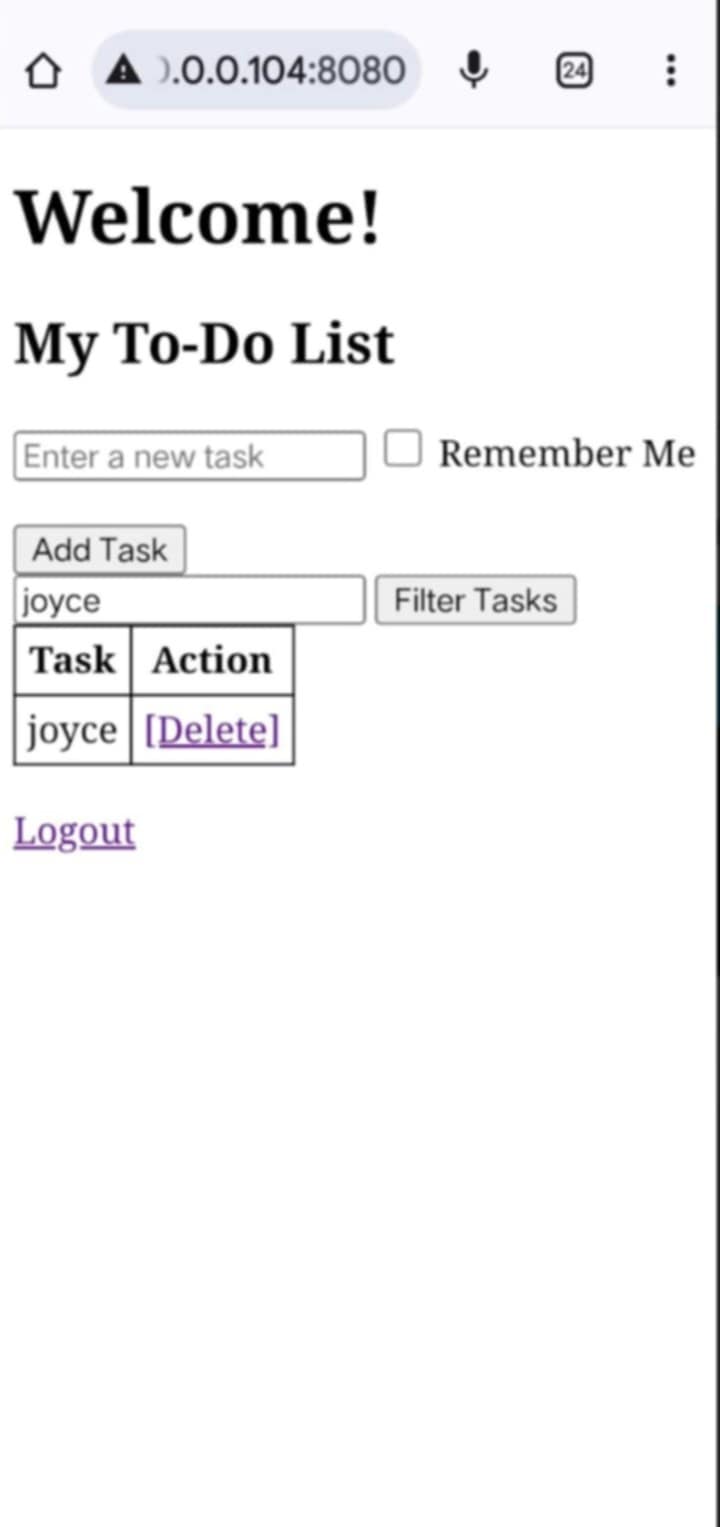 .0.0.104:8080 24
Welcome!
My To-Do List
Enter a new task Remember Me
Add Task
joyce Filter Tasks
Task Action
joyce [Delete]
Logout